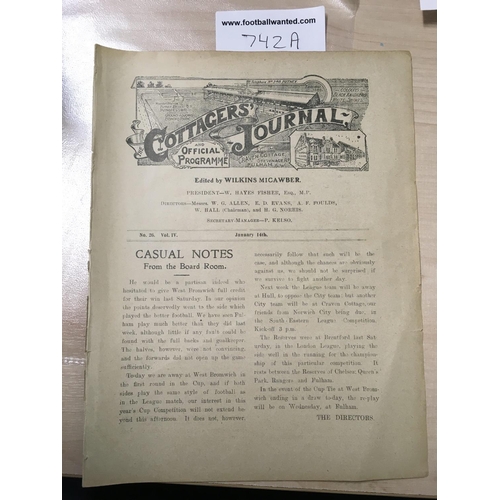 www.footballwanted.com
742A
COTTAGERS' JOURNAL
AND
OFFICIAL
PROGRAMME
CRAVEN COTTAGE
FULHAM
Edited by WILKINS MICAWBER.
PRESIDENT—W. HAYES FISHER, Esq., M.P.
DIRECTORS—Messrs. W. G. ALLEN, E. D. EVANS, A. F. FOULDS,
W. HALL (Chairman), and H. G. NORRIS.
SECRETARY-MANAGER—P. KELSO.
No. 20. Vol. IV. January 14th.
CASUAL NOTES
From the Board Room.
He would be a partisan indeed who
hesitated to give West Bromwich full credit
for their win last Saturday. In our opinion
the points deservedly went to the side which
played the better football. We have seen Ful-
ham play much better than they did last
week, although little if any fault could be
found with the full backs and goalkeeper.
The halves, however, were not convincing,
and the forwards did not open up the game
sufficiently.
To-day we are away at West Bromwich in
the first round in the Cup, and if both
sides play the same style of football as
in the League match, our interest in this
year's Cup Competition will not extend be-
yond this afternoon. It does not, however,
necessarily follow that such will be the
case, and although the chances are obviously
against us, we should not be surprised if
we survive to fight another day.
Next week the League team will be away
at Hull, to oppose the City team; but another
City team will be at Craven Cottage, our
friends from Norwich City being due, in
the South-Eastern League Competition.
Kick-off 3 p.m.
The Reserves were at Brentford last Sat-
urday, in the London League, playing the
side well in the running for the champion-
ship of this particular competition. It
rests between the Reserves of Chelsea, Queen's
Park, Rangers and Fulham.
In the event of the Cup Tie at West Brom-
wich ending in a draw to-day, the re-play
will be on Wednesday, at Fulham.
THE DIRECTORS